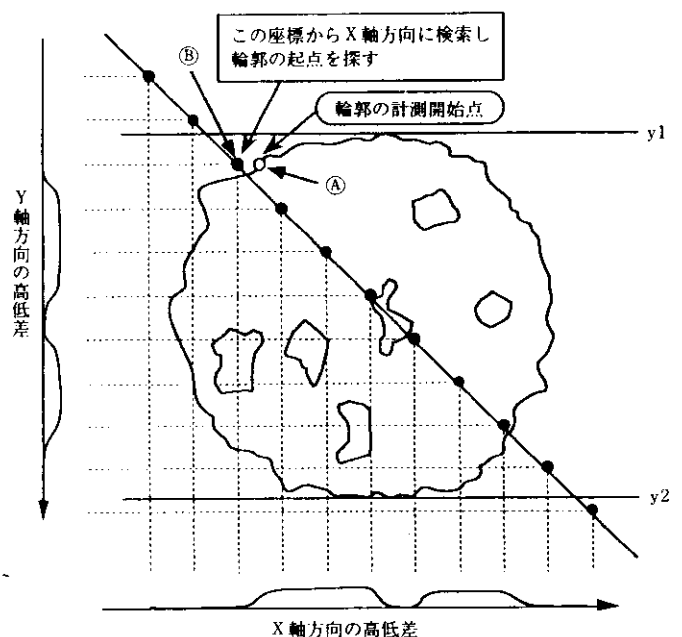 この座標からX軸方向に検索し
輪郭の起点を探す
Ⓑ
輪郭の計測開始点
y1
Ⓐ
Y軸方向の高低差
y2
X軸方向の高低差